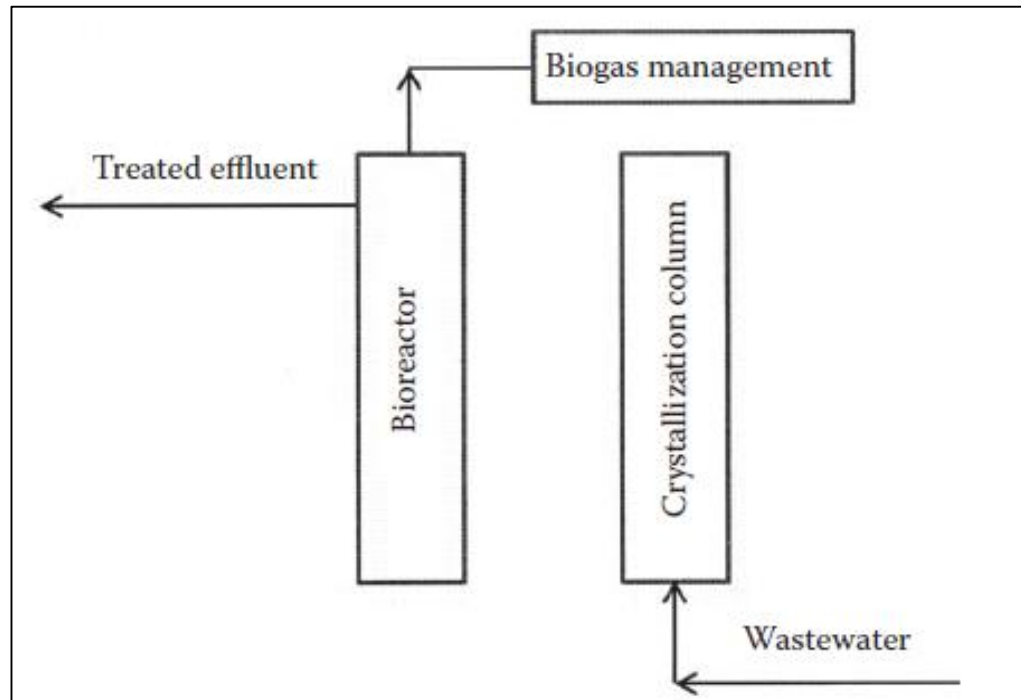 Biogas management
Treated effluent
Bioreactor
Crystallization column
Wastewater